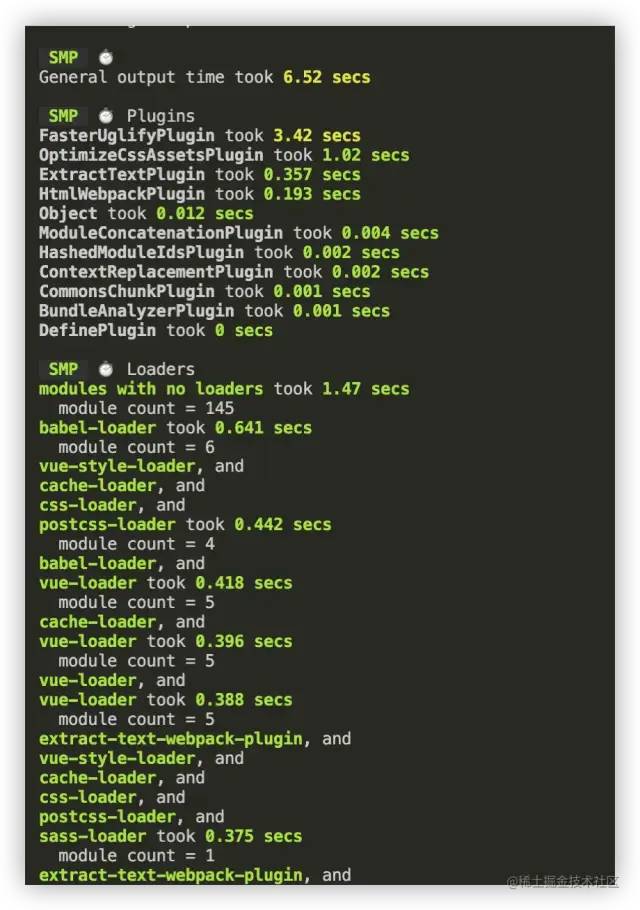 SMP ⏱
General output time took 6.52 secs
SMP ⏱ Plugins
FasterUglifyPlugin took 3.42 secs
OptimizeCssAssetsPlugin took 1.02 secs
ExtractTextPlugin took 0.357 secs
HtmlWebpackPlugin took 0.193 secs
Object took 0.012 secs
ModuleConcatenationPlugin took 0.004 secs
HashedModuleIdsPlugin took 0.002 secs
ContextReplacementPlugin took 0.002 secs
CommonsChunkPlugin took 0.001 secs
BundleAnalyzerPlugin took 0.001 secs
DefinePlugin took 0 secs
SMP ⏱ Loaders
modules with no loaders took 1.47 secs
module count = 145
babel-loader took 0.641 secs
module count = 6
vue-style-loader, and
cache-loader, and
css-loader, and
postcss-loader took 0.442 secs
module count = 4
babel-loader, and
vue-loader took 0.418 secs
module count = 5
cache-loader, and
vue-loader took 0.396 secs
module count = 5
vue-loader, and
vue-loader took 0.388 secs
module count = 5
extract-text-webpack-plugin, and
vue-style-loader, and
cache-loader, and
css-loader, and
postcss-loader, and
sass-loader took 0.375 secs
module count = 1
extract-text-webpack-plugin, and
@稀土掘金技术社区